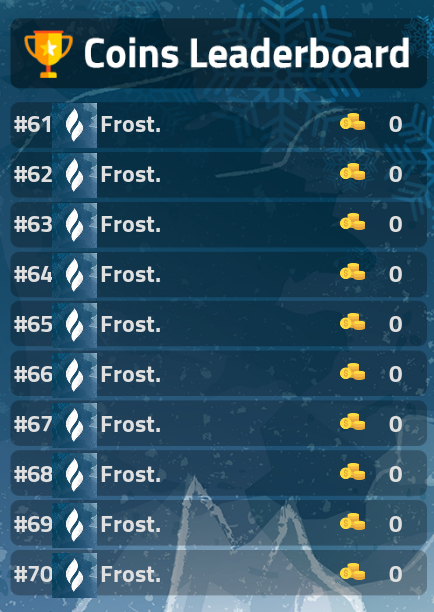 Coins Leaderboard
#61 Frost. 0
#62 Frost. 0
#63 Frost. 0
#64 Frost. 0
#65 Frost. 0
#66 Frost. 0
#67 Frost. 0
#68 Frost. 0
#69 Frost. 0
#70 Frost. 0